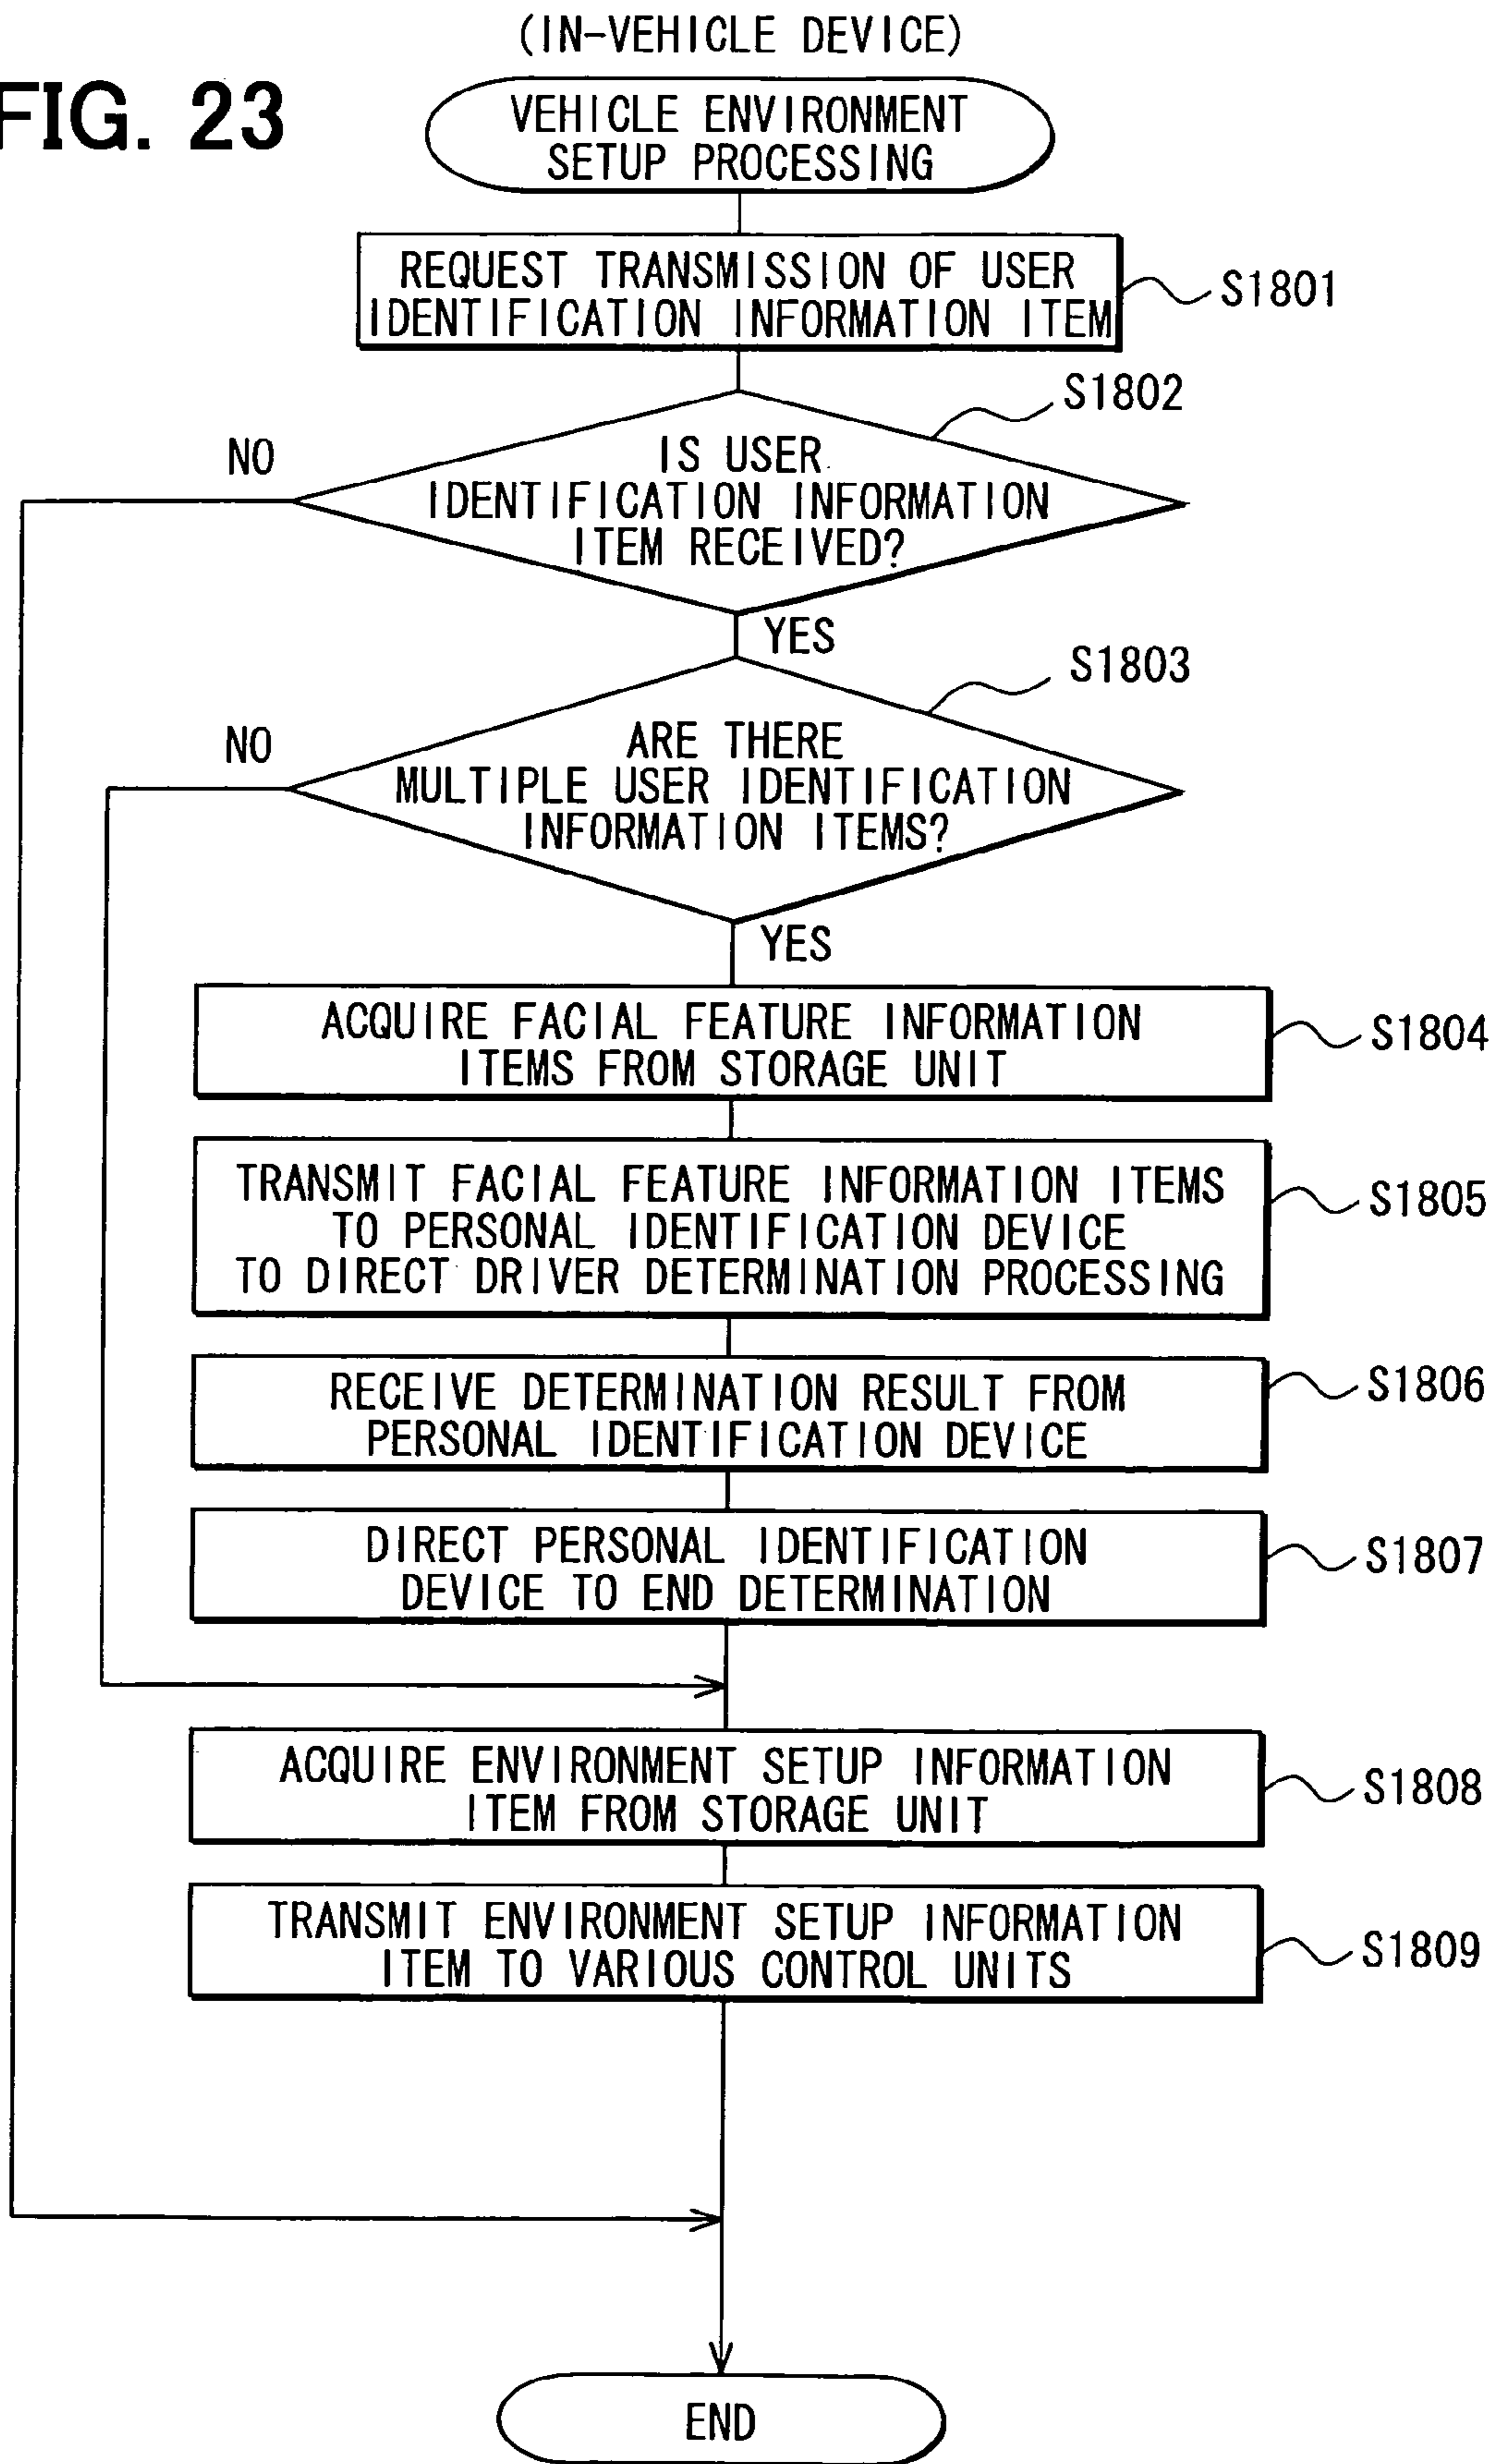 (IN-VEHICLE DEVICE)
FIG. 23
VEHICLE ENVIRONMENT
SETUP PROCESSING
REQUEST TRANSMISSION OF USER
IDENTIFICATION INFORMATION ITEM
S1801
S1802
NO
IS USER
IDENTIFICATION INFORMATION
ITEM RECEIVED?
YES
S1803
NO
ARE THERE
MULTIPLE USER IDENTIFICATION
INFORMATION ITEMS?
YES
ACQUIRE FACIAL FEATURE INFORMATION
ITEMS FROM STORAGE UNIT
S1804
TRANSMIT FACIAL FEATURE INFORMATION ITEMS
TO PERSONAL IDENTIFICATION DEVICE
TO DIRECT DRIVER DETERMINATION PROCESSING
S1805
RECEIVE DETERMINATION RESULT FROM
PERSONAL IDENTIFICATION DEVICE
S1806
DIRECT PERSONAL IDENTIFICATION
DEVICE TO END DETERMINATION
S1807
ACQUIRE ENVIRONMENT SETUP INFORMATION
ITEM FROM STORAGE UNIT
S1808
TRANSMIT ENVIRONMENT SETUP INFORMATION
ITEM TO VARIOUS CONTROL UNITS
S1809
END